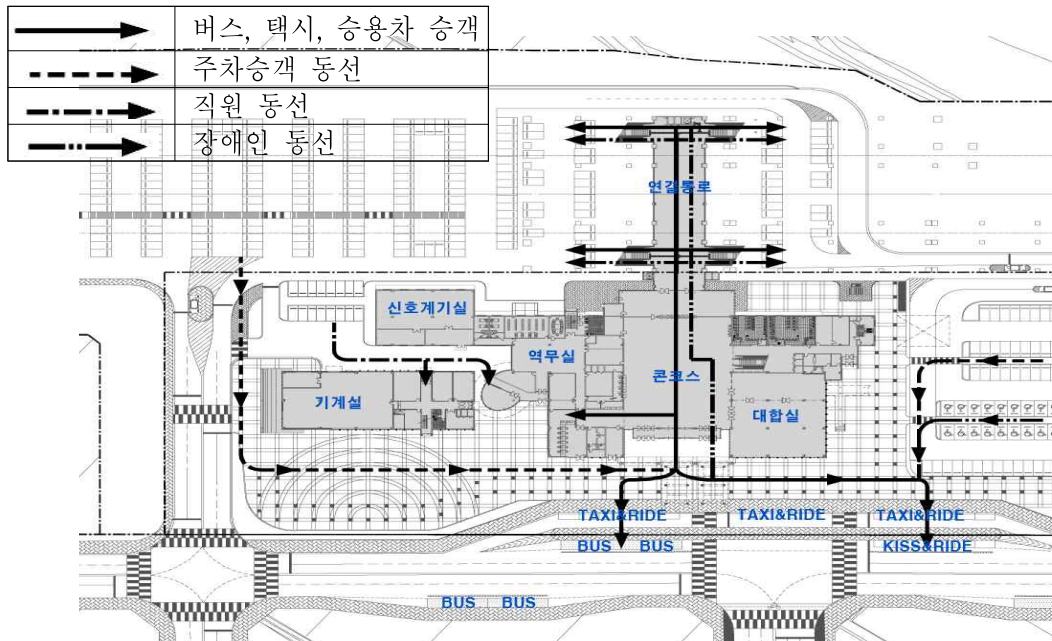 버스, 택시, 승용차 승객
주차승객 동선
직원 동선
장애인 동선
연결통로
신호계기실
역무실
기계실
콘코스
대합실
TAXI&RIDE TAXI&RIDE TAXI&RIDE
BUS BUS KISS&RIDE
BUS BUS